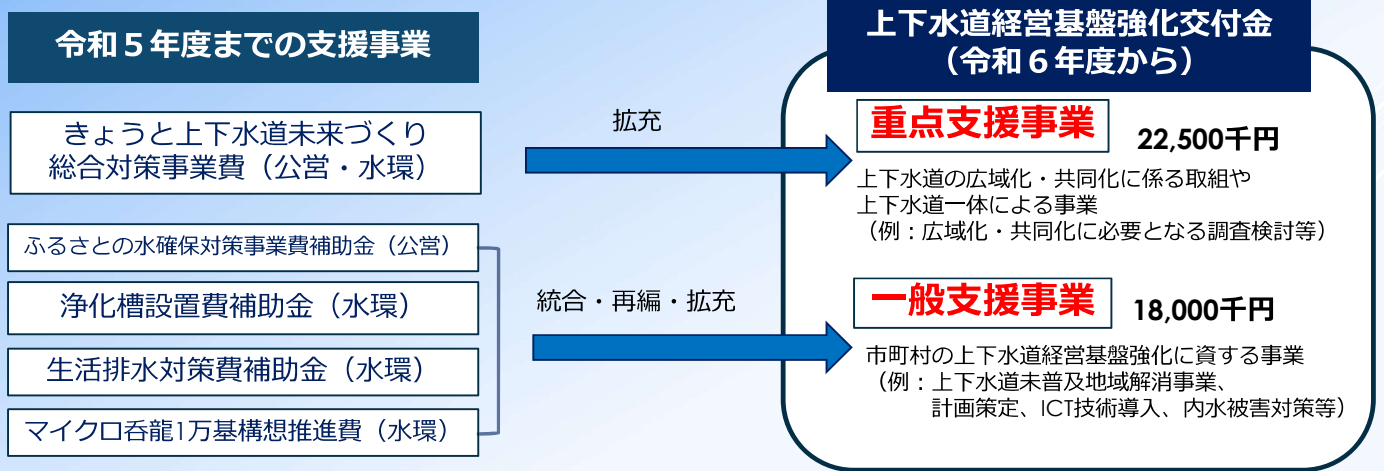 令和５年度までの支援事業
きょうと上下水道未来づくり
総合対策事業費（公営・水環）
ふるさとの水確保対策事業費補助金（公営）
浄化槽設置費補助金（水環）
生活排水対策費補助金（水環）
マイクロ呑龍1万基構想推進費（水環）
拡充
統合・再編・拡充
上下水道経営基盤強化交付金
（令和６年度から）
重点支援事業
22,500千円
上下水道の広域化・共同化に係る取組や
上下水道一体による事業
（例：広域化・共同化に必要となる調査検討等）
一般支援事業
18,000千円
市町村の上下水道経営基盤強化に資する事業
（例：上下水道未普及地域解消事業、
計画策定、ICT技術導入、内水被害対策等）